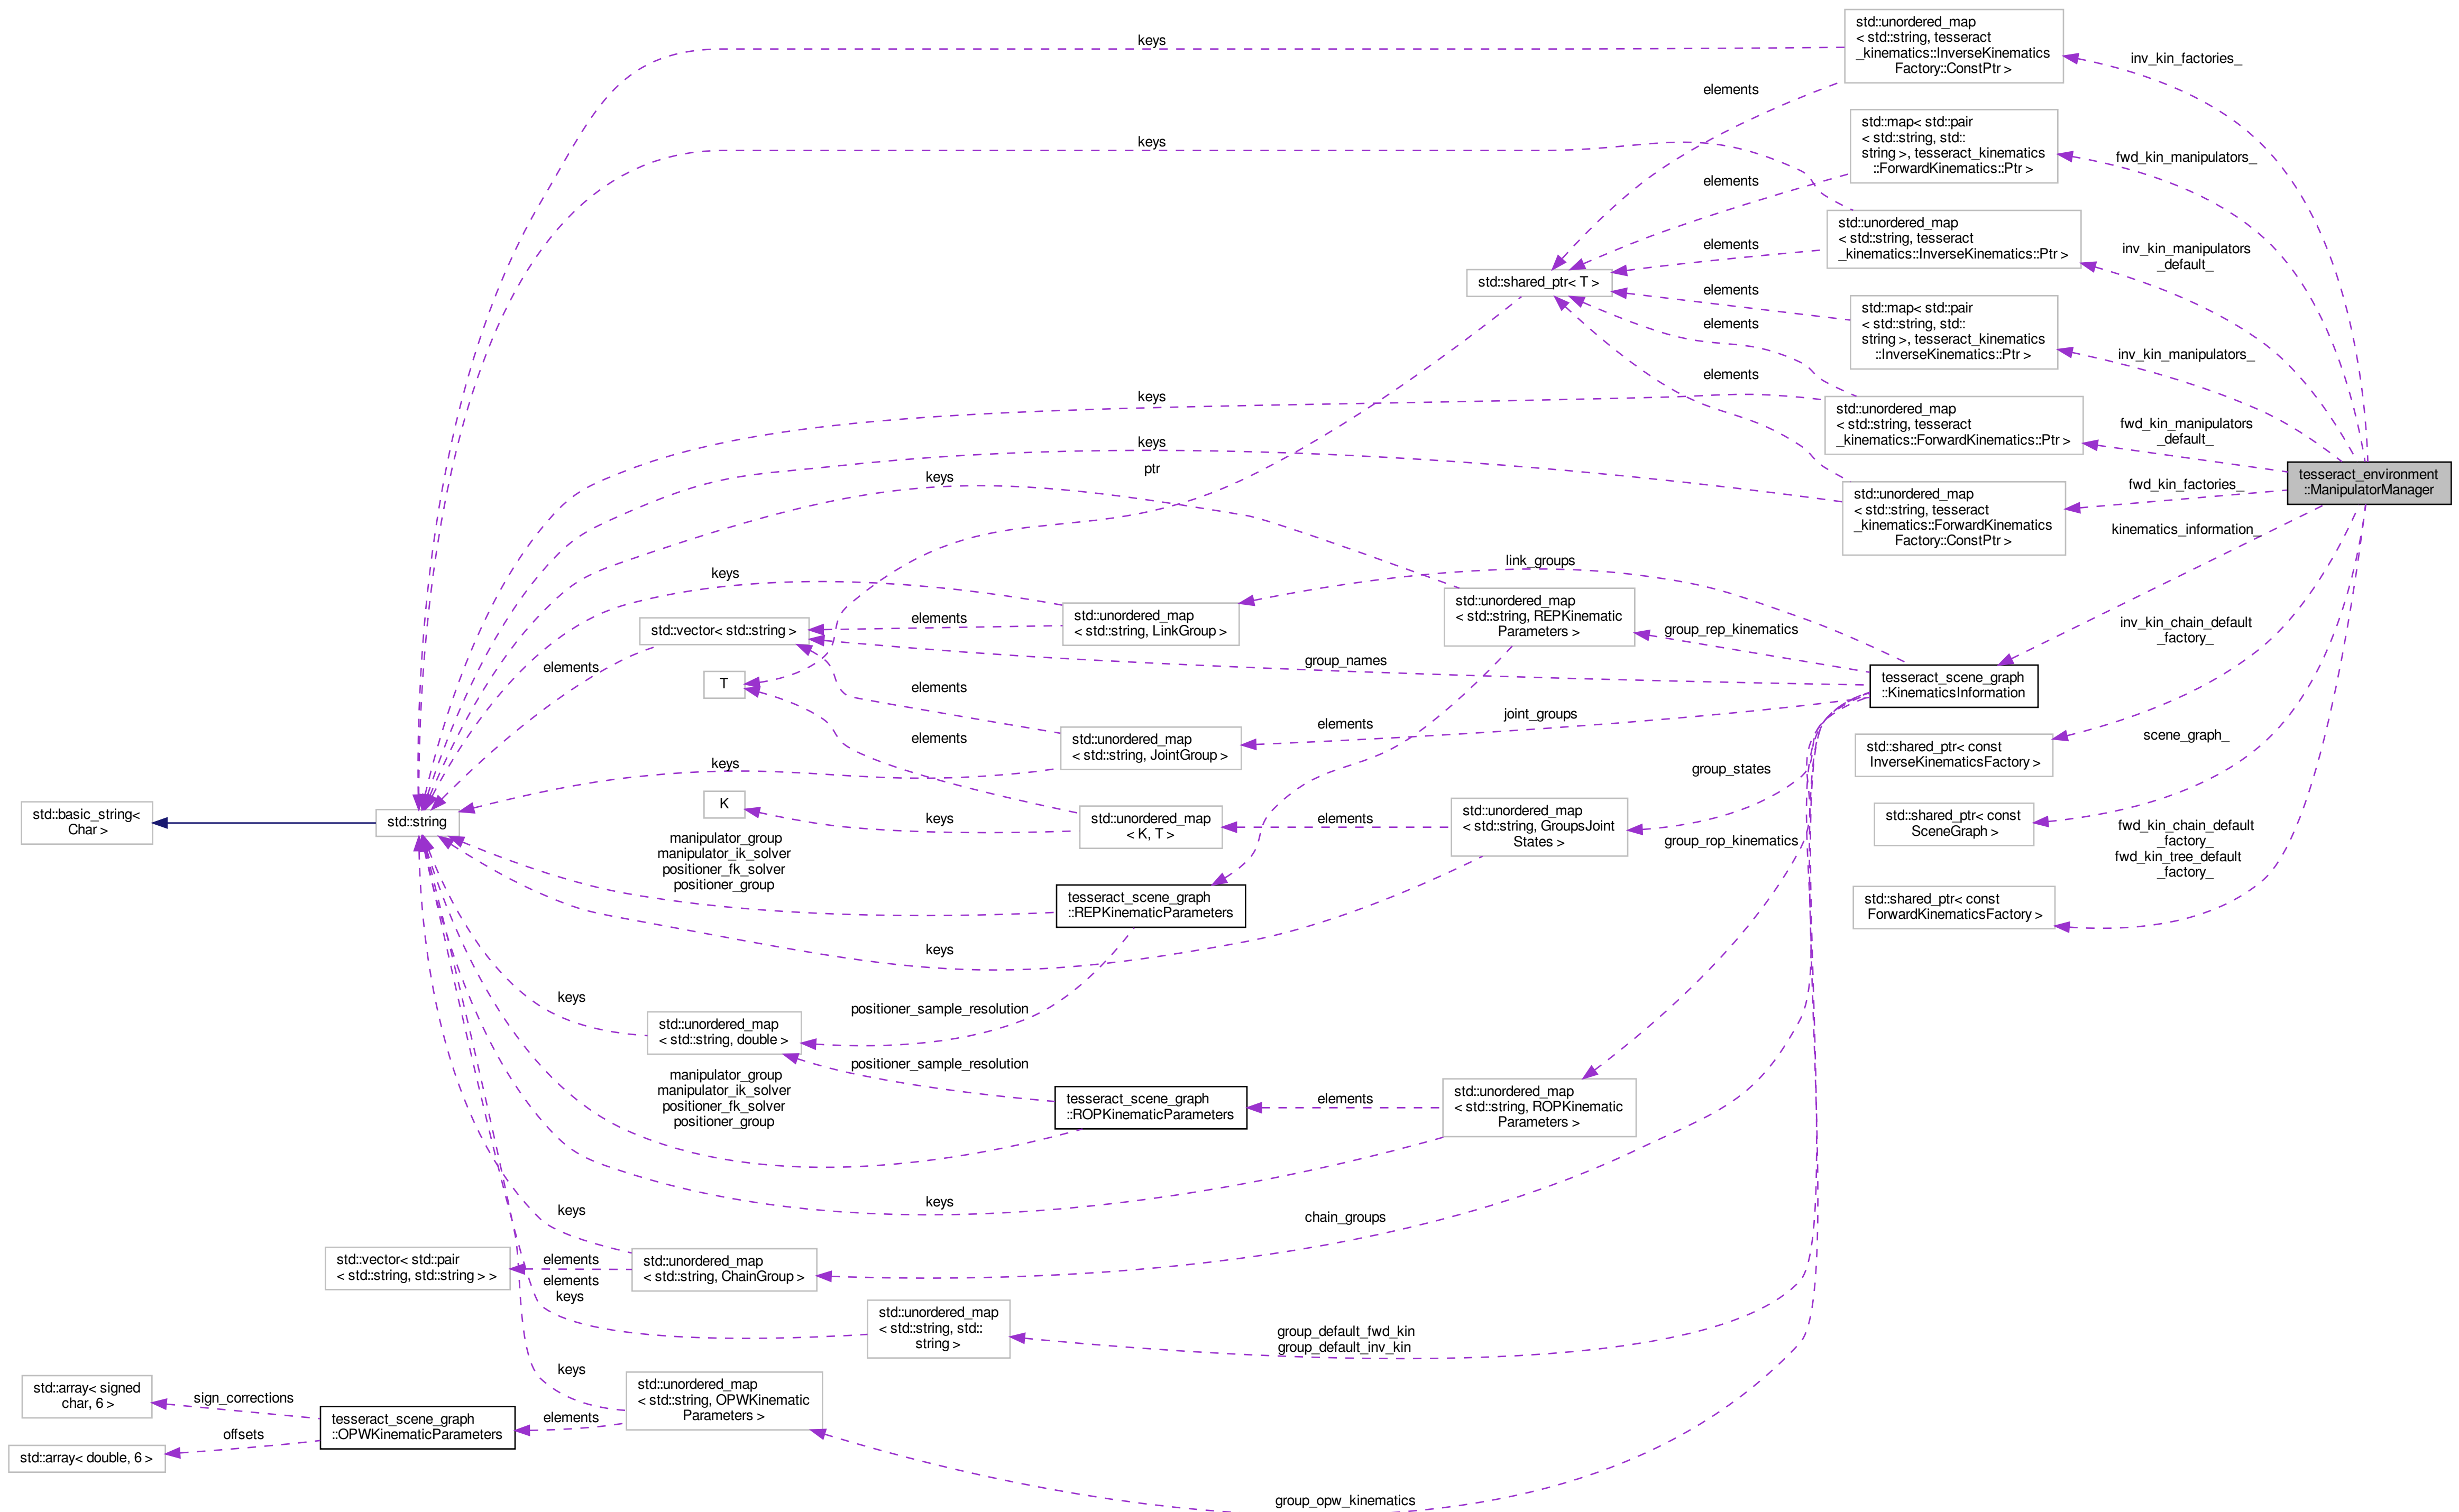 std::unordered_map
< std::string, tesseract
_kinematics::InverseKinematics
Factory::ConstPtr >
keys
inv_kin_factories_
elements
std::map< std::pair
< std::string, std::
string >, tesseract_kinematics
::ForwardKinematics::Ptr >
keys
fwd_kin_manipulators_
elements
std::unordered_map
< std::string, tesseract
_kinematics::InverseKinematics::Ptr >
elements
inv_kin_manipulators
_default_
std::shared_ptr< T >
elements
std::map< std::pair
< std::string, std::
string >, tesseract_kinematics
::InverseKinematics::Ptr >
elements
inv_kin_manipulators_
elements
keys
std::unordered_map
< std::string, tesseract
_kinematics::ForwardKinematics::Ptr >
fwd_kin_manipulators
_default_
keys
ptr
keys
tesseract_environment
::ManipulatorManager
fwd_kin_factories_
std::unordered_map
< std::string, tesseract
_kinematics::ForwardKinematics
Factory::ConstPtr >
kinematics_information_
link_groups
keys
std::unordered_map
< std::string, REPKinematic
Parameters >
std::unordered_map
< std::string, LinkGroup >
elements
std::vector< std::string >
group_rep_kinematics
inv_kin_chain_default
_factory_
group_names
elements
tesseract_scene_graph
::KinematicsInformation
T
elements
joint_groups
elements
elements
std::unordered_map
< std::string, JointGroup >
scene_graph_
keys
group_states
std::shared_ptr< const
InverseKinematicsFactory >
K
keys
std::unordered_map
< K, T >
elements
std::unordered_map
< std::string, GroupsJoint
States >
std::basic_string<
Char >
std::string
std::shared_ptr< const
SceneGraph >
manipulator_group
manipulator_ik_solver
positioner_fk_solver
positioner_group
group_rop_kinematics
fwd_kin_chain_default
_factory_
fwd_kin_tree_default
_factory_
tesseract_scene_graph
::REPKinematicParameters
std::shared_ptr< const
ForwardKinematicsFactory >
keys
keys
positioner_sample_resolution
std::unordered_map
< std::string, double >
positioner_sample_resolution
manipulator_group
manipulator_ik_solver
positioner_fk_solver
positioner_group
tesseract_scene_graph
::ROPKinematicParameters
elements
std::unordered_map
< std::string, ROPKinematic
Parameters >
keys
keys
chain_groups
std::vector< std::pair
< std::string, std::string > >
elements
std::unordered_map
< std::string, ChainGroup >
elements
keys
std::unordered_map
< std::string, std::
string >
group_default_fwd_kin
group_default_inv_kin
keys
std::array< signed
char, 6 >
sign_corrections
std::unordered_map
< std::string, OPWKinematic
Parameters >
elements
tesseract_scene_graph
::OPWKinematicParameters
offsets
std::array< double, 6 >
group_opw_kinematics